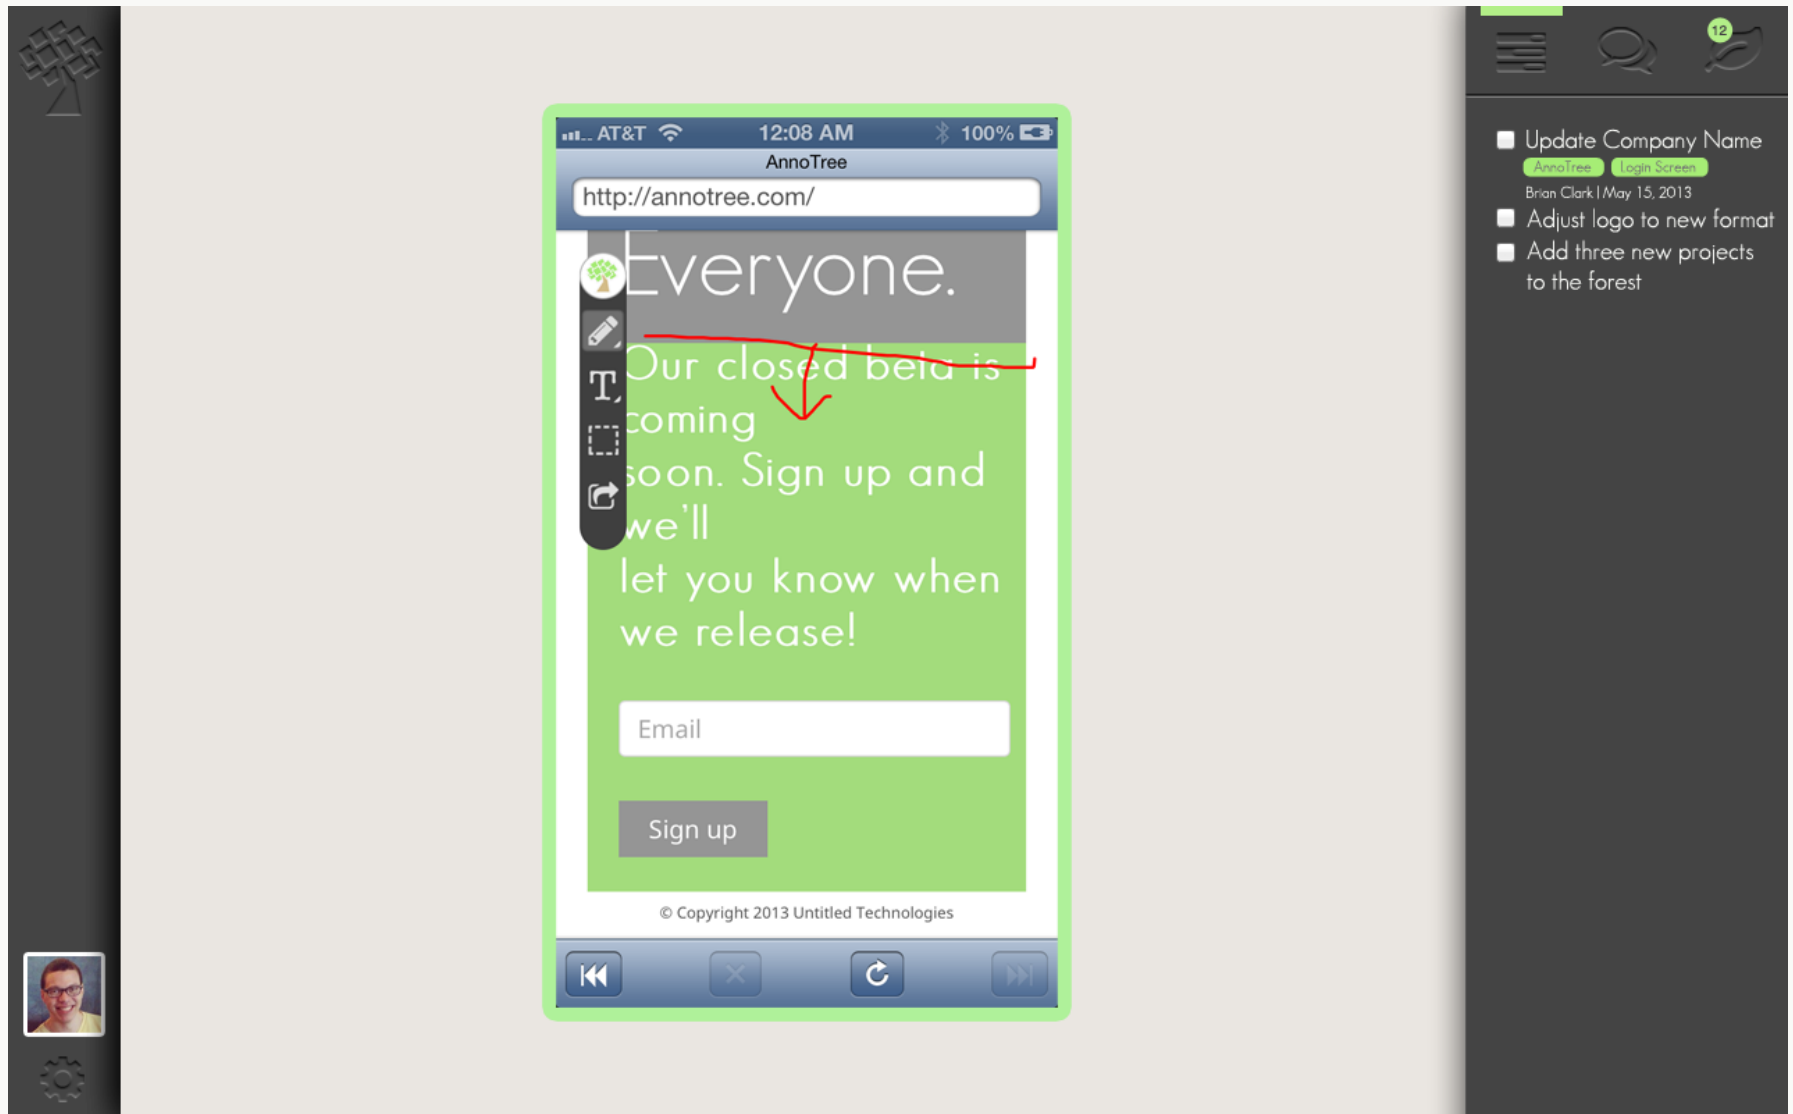 AT&T 12:08 AM 100%
AnnoTree
http://annotree.com/
Everyone.
T
Our closed beta is
coming
soon. Sign up and
we'll
let you know when
we release!
Email
Sign up
© Copyright 2013 Untitled Technologies
12
Update Company Name
AnnoTree Login Screen
Brian Clark | May 15, 2013
Adjust logo to new format
Add three new projects
to the forest